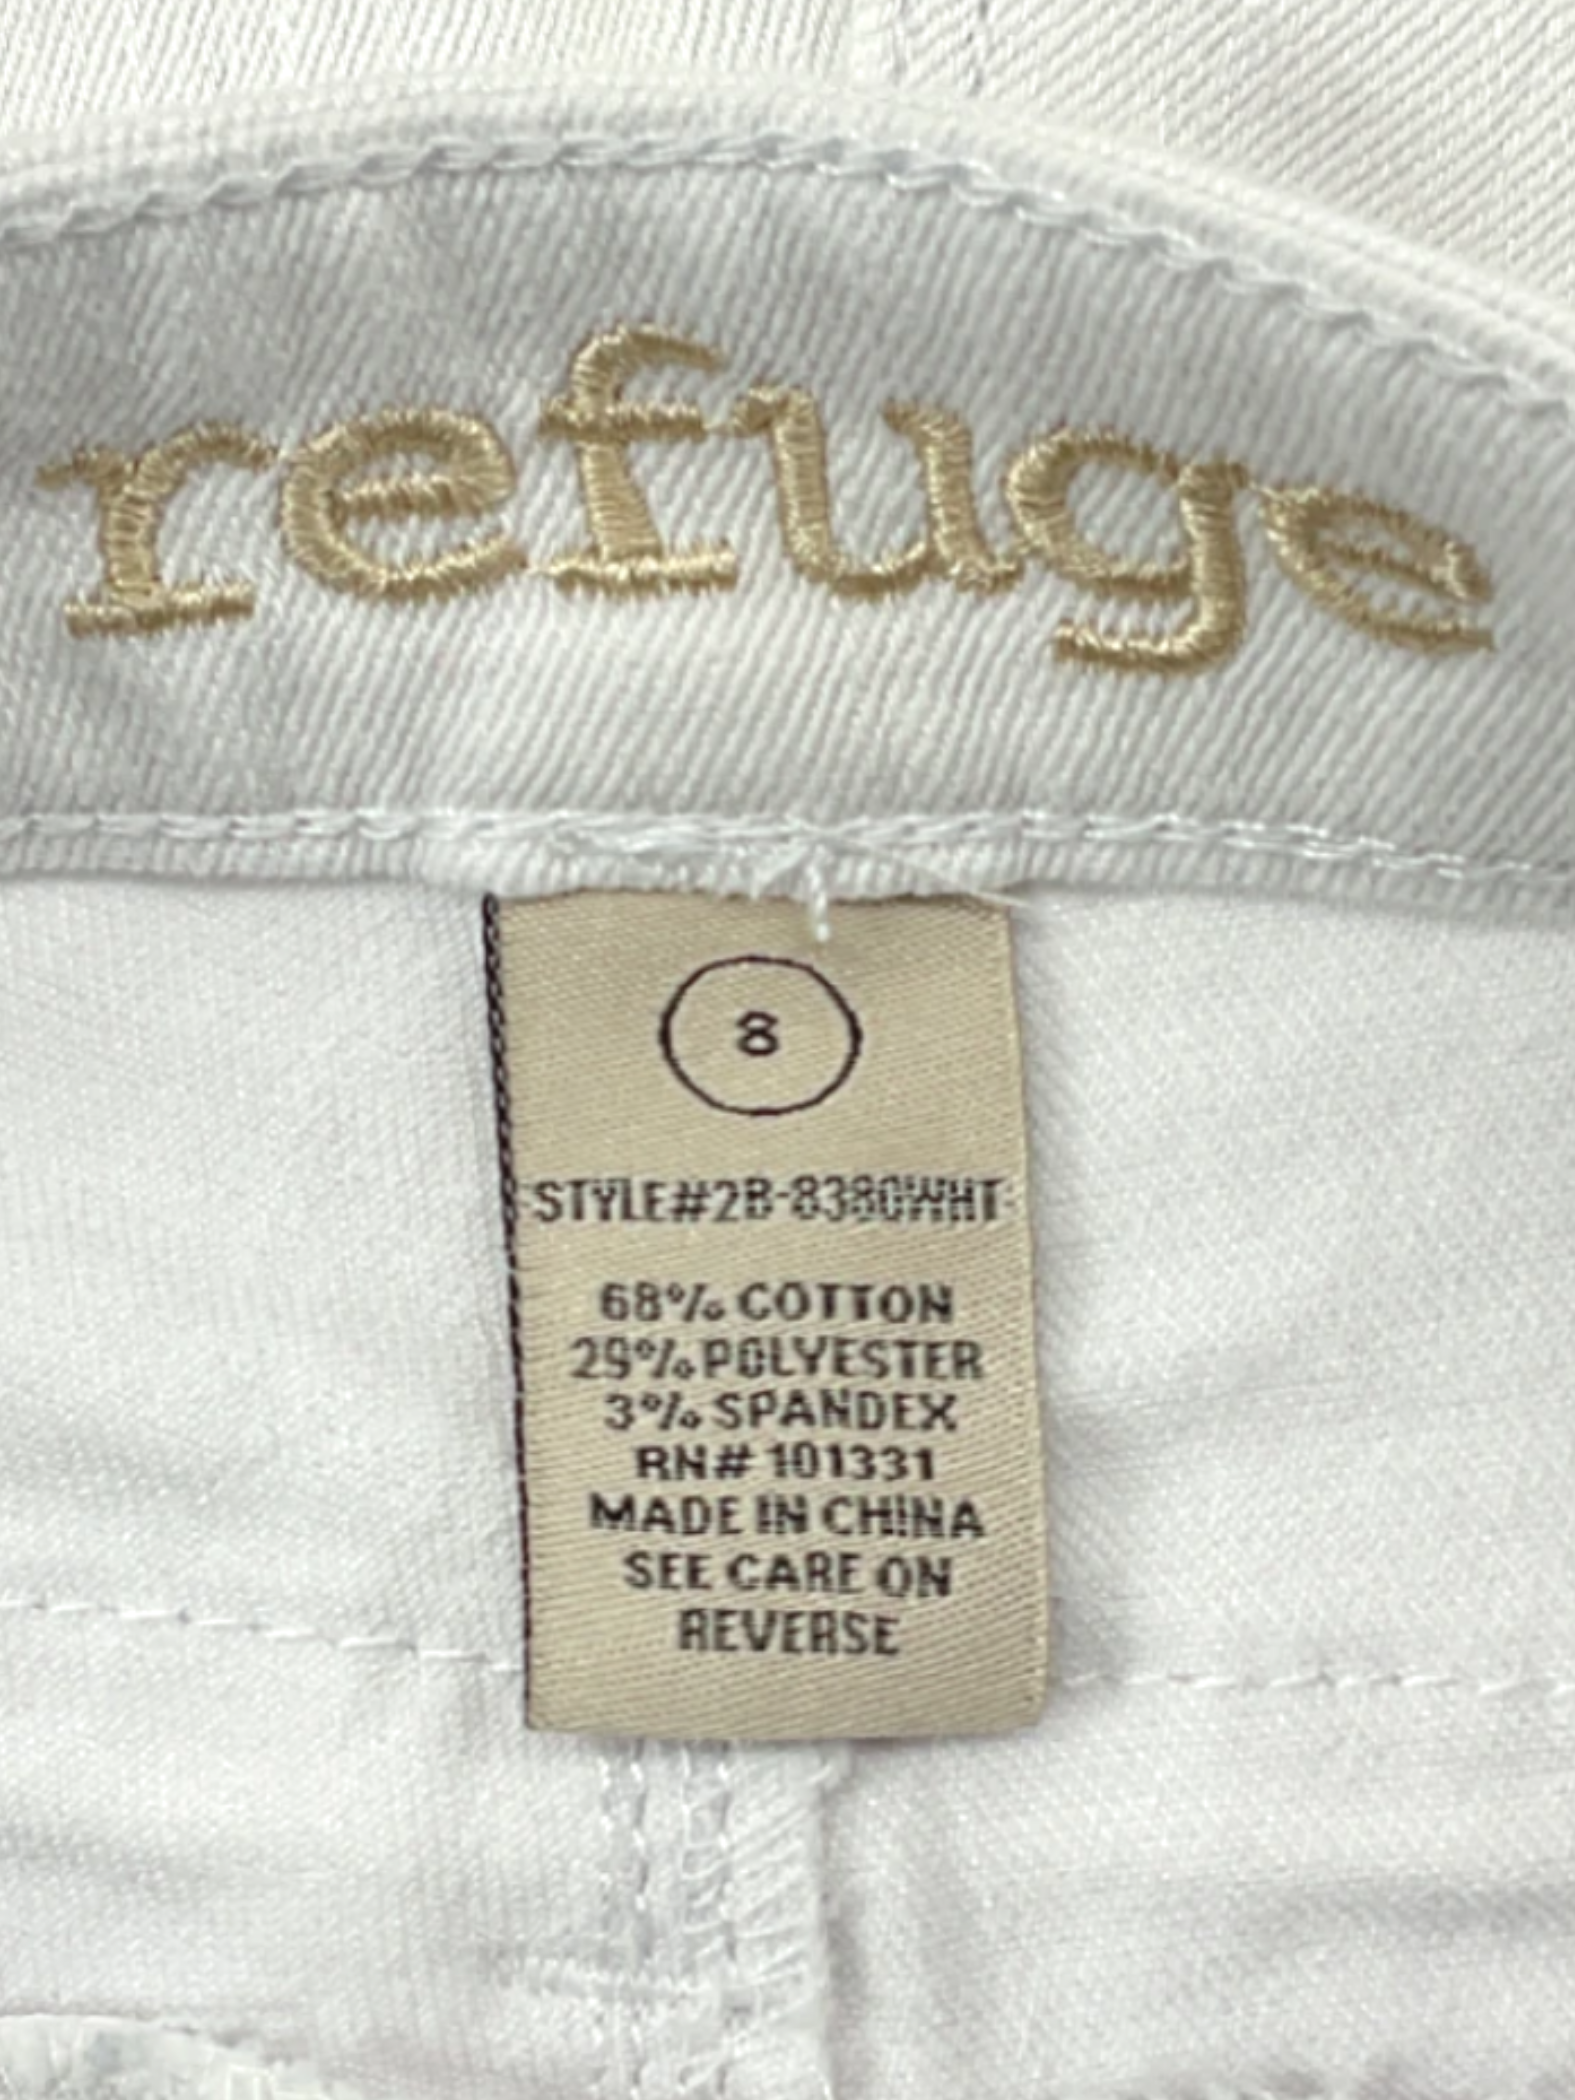 refuge
8
STYLE#2B-8380WHT
68% COTTON
29% POLYESTER
3% SPANDEX
RN# 101331
MADE IN CHINA
SEE CARE ON
REVERSE